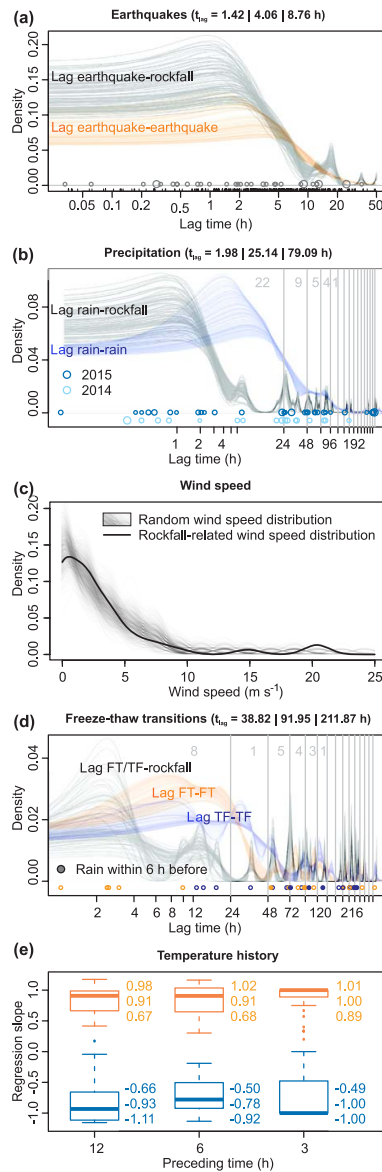 (a) Earthquakes (tlag = 1.42 | 4.06 | 8.76 h)
0.20
0.15
0.10
0.05
0.00
Density
Lag earthquake-rockfall
Lag earthquake-earthquake
0.05 0.1 0.2 0.5 1 2 5 10 20 50
Lag time (h)
(b) Precipitation (tlag = 1.98 | 25.14 | 79.09 h)
0.08
0.04
0.00
Density
22 9 5 4 1
Lag rain-rockfall
Lag rain-rain
2015
2014
1 2 4 24 48 96 192
Lag time (h)
(c) Wind speed
0.20
0.15
0.10
0.05
0.00
Density
Random wind speed distribution
Rockfall-related wind speed distribution
0 5 10 15 20 25
Wind speed (m s-1)
(d) Freeze-thaw transitions (tlag = 38.82 | 91.95 | 211.87 h)
0.04
0.02
0.00
Density
8 1 5 4 3 1
Lag FT/TF-rockfall
Lag FT-FT
Lag TF-TF
Rain within 6 h before
2 4 6 8 12 24 48 72 120 216
Lag time (h)
(e) Temperature history
1.0
0.5
0.0
-0.5
-1.0
Regression slope
0.98 1.02 1.01
0.91 0.91 1.00
0.67 0.68 0.89
-0.66 -0.50 -0.49
-0.93 -0.78 -1.00
-1.11 -0.92 -1.00
12 6 3
Preceding time (h)